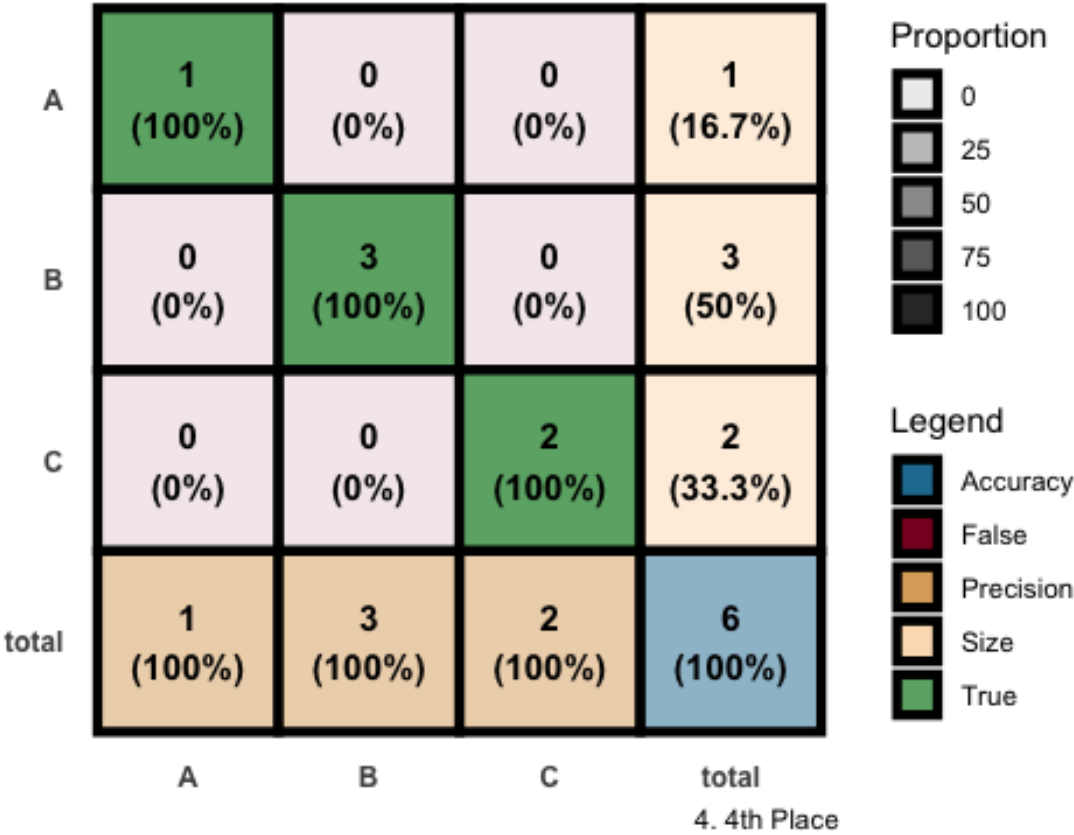 A
1
(100%)
0
(0%)
0
(0%)
1
(16.7%)
B
0
(0%)
3
(100%)
0
(0%)
3
(50%)
C
0
(0%)
0
(0%)
2
(100%)
2
(33.3%)
total
1
(100%)
3
(100%)
2
(100%)
6
(100%)
A
B
C
total
4. 4th Place
Proportion
0
25
50
75
100
Legend
Accuracy
False
Precision
Size
True